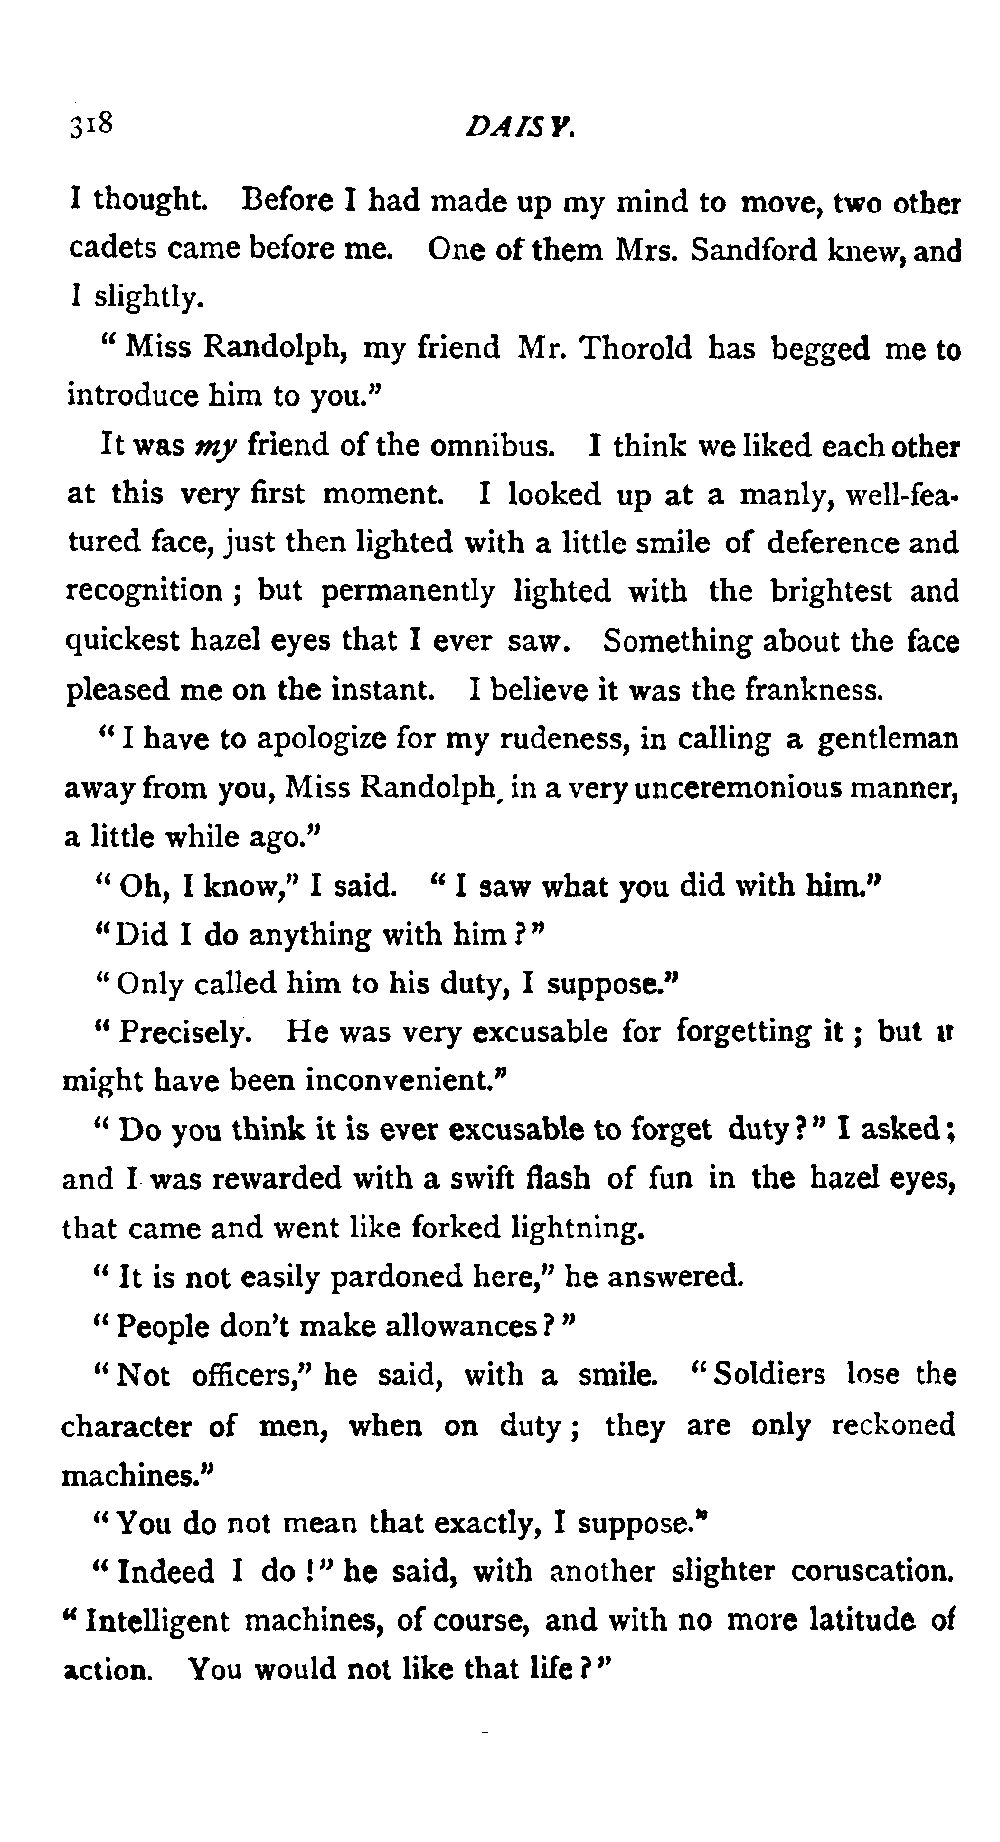 318 DAISY.
I thought. Before I had made up my mind to move, two other
cadets came before me. One of them Mrs. Sandford knew, and
I slightly.
“Miss Randolph, my friend Mr. Thorold has begged me to
introduce him to you.”
It was my friend of the omnibus. I think we liked each other
at this very first moment. I looked up at a manly, well-fea-
tured face, just then lighted with a little smile of deference and
recognition ; but permanently lighted with the brightest and
quickest hazel eyes that I ever saw. Something about the face
pleased me on the instant. I believe it was the frankness.
“I have to apologize for my rudeness, in calling a gentleman
away from you, Miss Randolph, in a very unceremonious manner,
a little while ago.”
“Oh, I know,” I said. “I saw what you did with him.”
“Did I do anything with him ?”
“Only called him to his duty, I suppose.”
“Precisely. He was very excusable for forgetting it ; but it
might have been inconvenient.”
“Do you think it is ever excusable to forget duty ?” I asked ;
and I was rewarded with a swift flash of fun in the hazel eyes,
that came and went like forked lightning.
“It is not easily pardoned here,” he answered.
“People don’t make allowances ?”
“Not officers,” he said, with a smile. “Soldiers lose the
character of men, when on duty ; they are only reckoned
machines.”
“You do not mean that exactly, I suppose.”
“Indeed I do !” he said, with another slighter coruscation.
“Intelligent machines, of course, and with no more latitude of
action. You would not like that life ?”